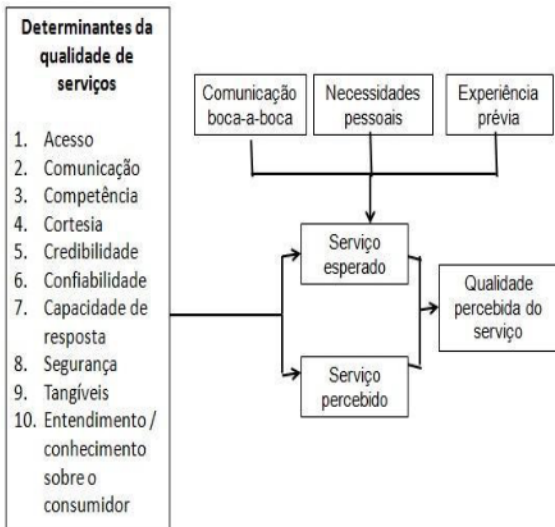 Determinantes da
qualidade de
serviços
1. Acesso
2. Comunicação
3. Competência
4. Cortesia
5. Credibilidade
6. Confiabilidade
7. Capacidade de
resposta
8. Segurança
9. Tangíveis
10. Entendimento /
conhecimento
sobre o
consumidor
Comunicação
boca-a-boca
Necessidades
pessoais
Experiência
prévia
Serviço
esperado
Serviço
percebido
Qualidade
percebida do
serviço